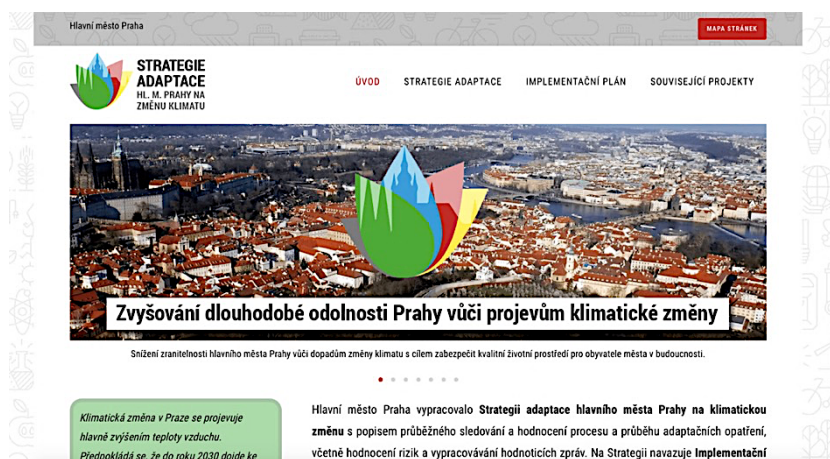 Hlavní město Praha
MAPA STRÁNEK
STRATEGIE
ADAPTACE
HL. M. PRAHY NA
ZMĚNU KLIMATU
ÚVOD
STRATEGIE ADAPTACE
IMPLEMENTAČNÍ PLÁN
SOUVISEJÍCÍ PROJEKTY
Zvyšování dlouhodobé odolnosti Prahy vůči projevům klimatické změny
Snížení zranitelnosti hlavního města Prahy vůči dopadům změny klimatu s cílem zabezpečit kvalitní životní prostředí pro obyvatele města v budoucnosti.
Klimatická změna v Praze se projevuje
hlavně zvýšením teploty vzduchu.
Předpokládá se, že do roku 2030 dojde ke
Hlavní město Praha vypracovalo Strategii adaptace hlavního města Prahy na klimatickou
změnu s popisem průběžného sledování a hodnocení procesu a průběhu adaptačních opatření,
včetně hodnocení rizik a vypracovávání hodnoticích zpráv. Na Strategii navazuje Implementační